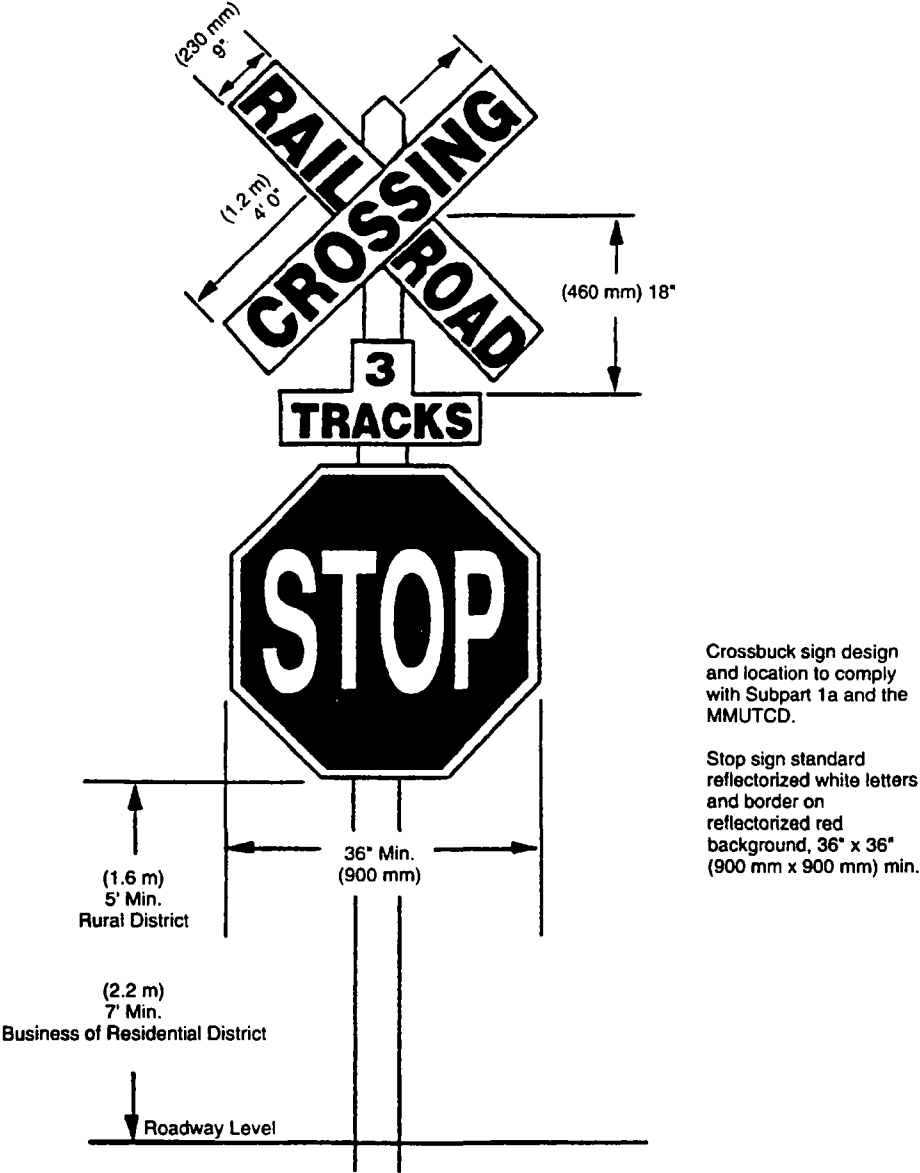 (230 mm)
9"
RAIL
CROSSING
ROAD
(1.2 m)
4' 0"
(460 mm) 18"
3
TRACKS
STOP
Crossbuck sign design
and location to comply
with Subpart 1a and the
MMUTCD.
Stop sign standard
reflectorized white letters
and border on
reflectorized red
background, 36" x 36"
(900 mm x 900 mm) min.
36" Min.
(900 mm)
(1.6 m)
5' Min.
Rural District
(2.2 m)
7' Min.
Business of Residential District
Roadway Level